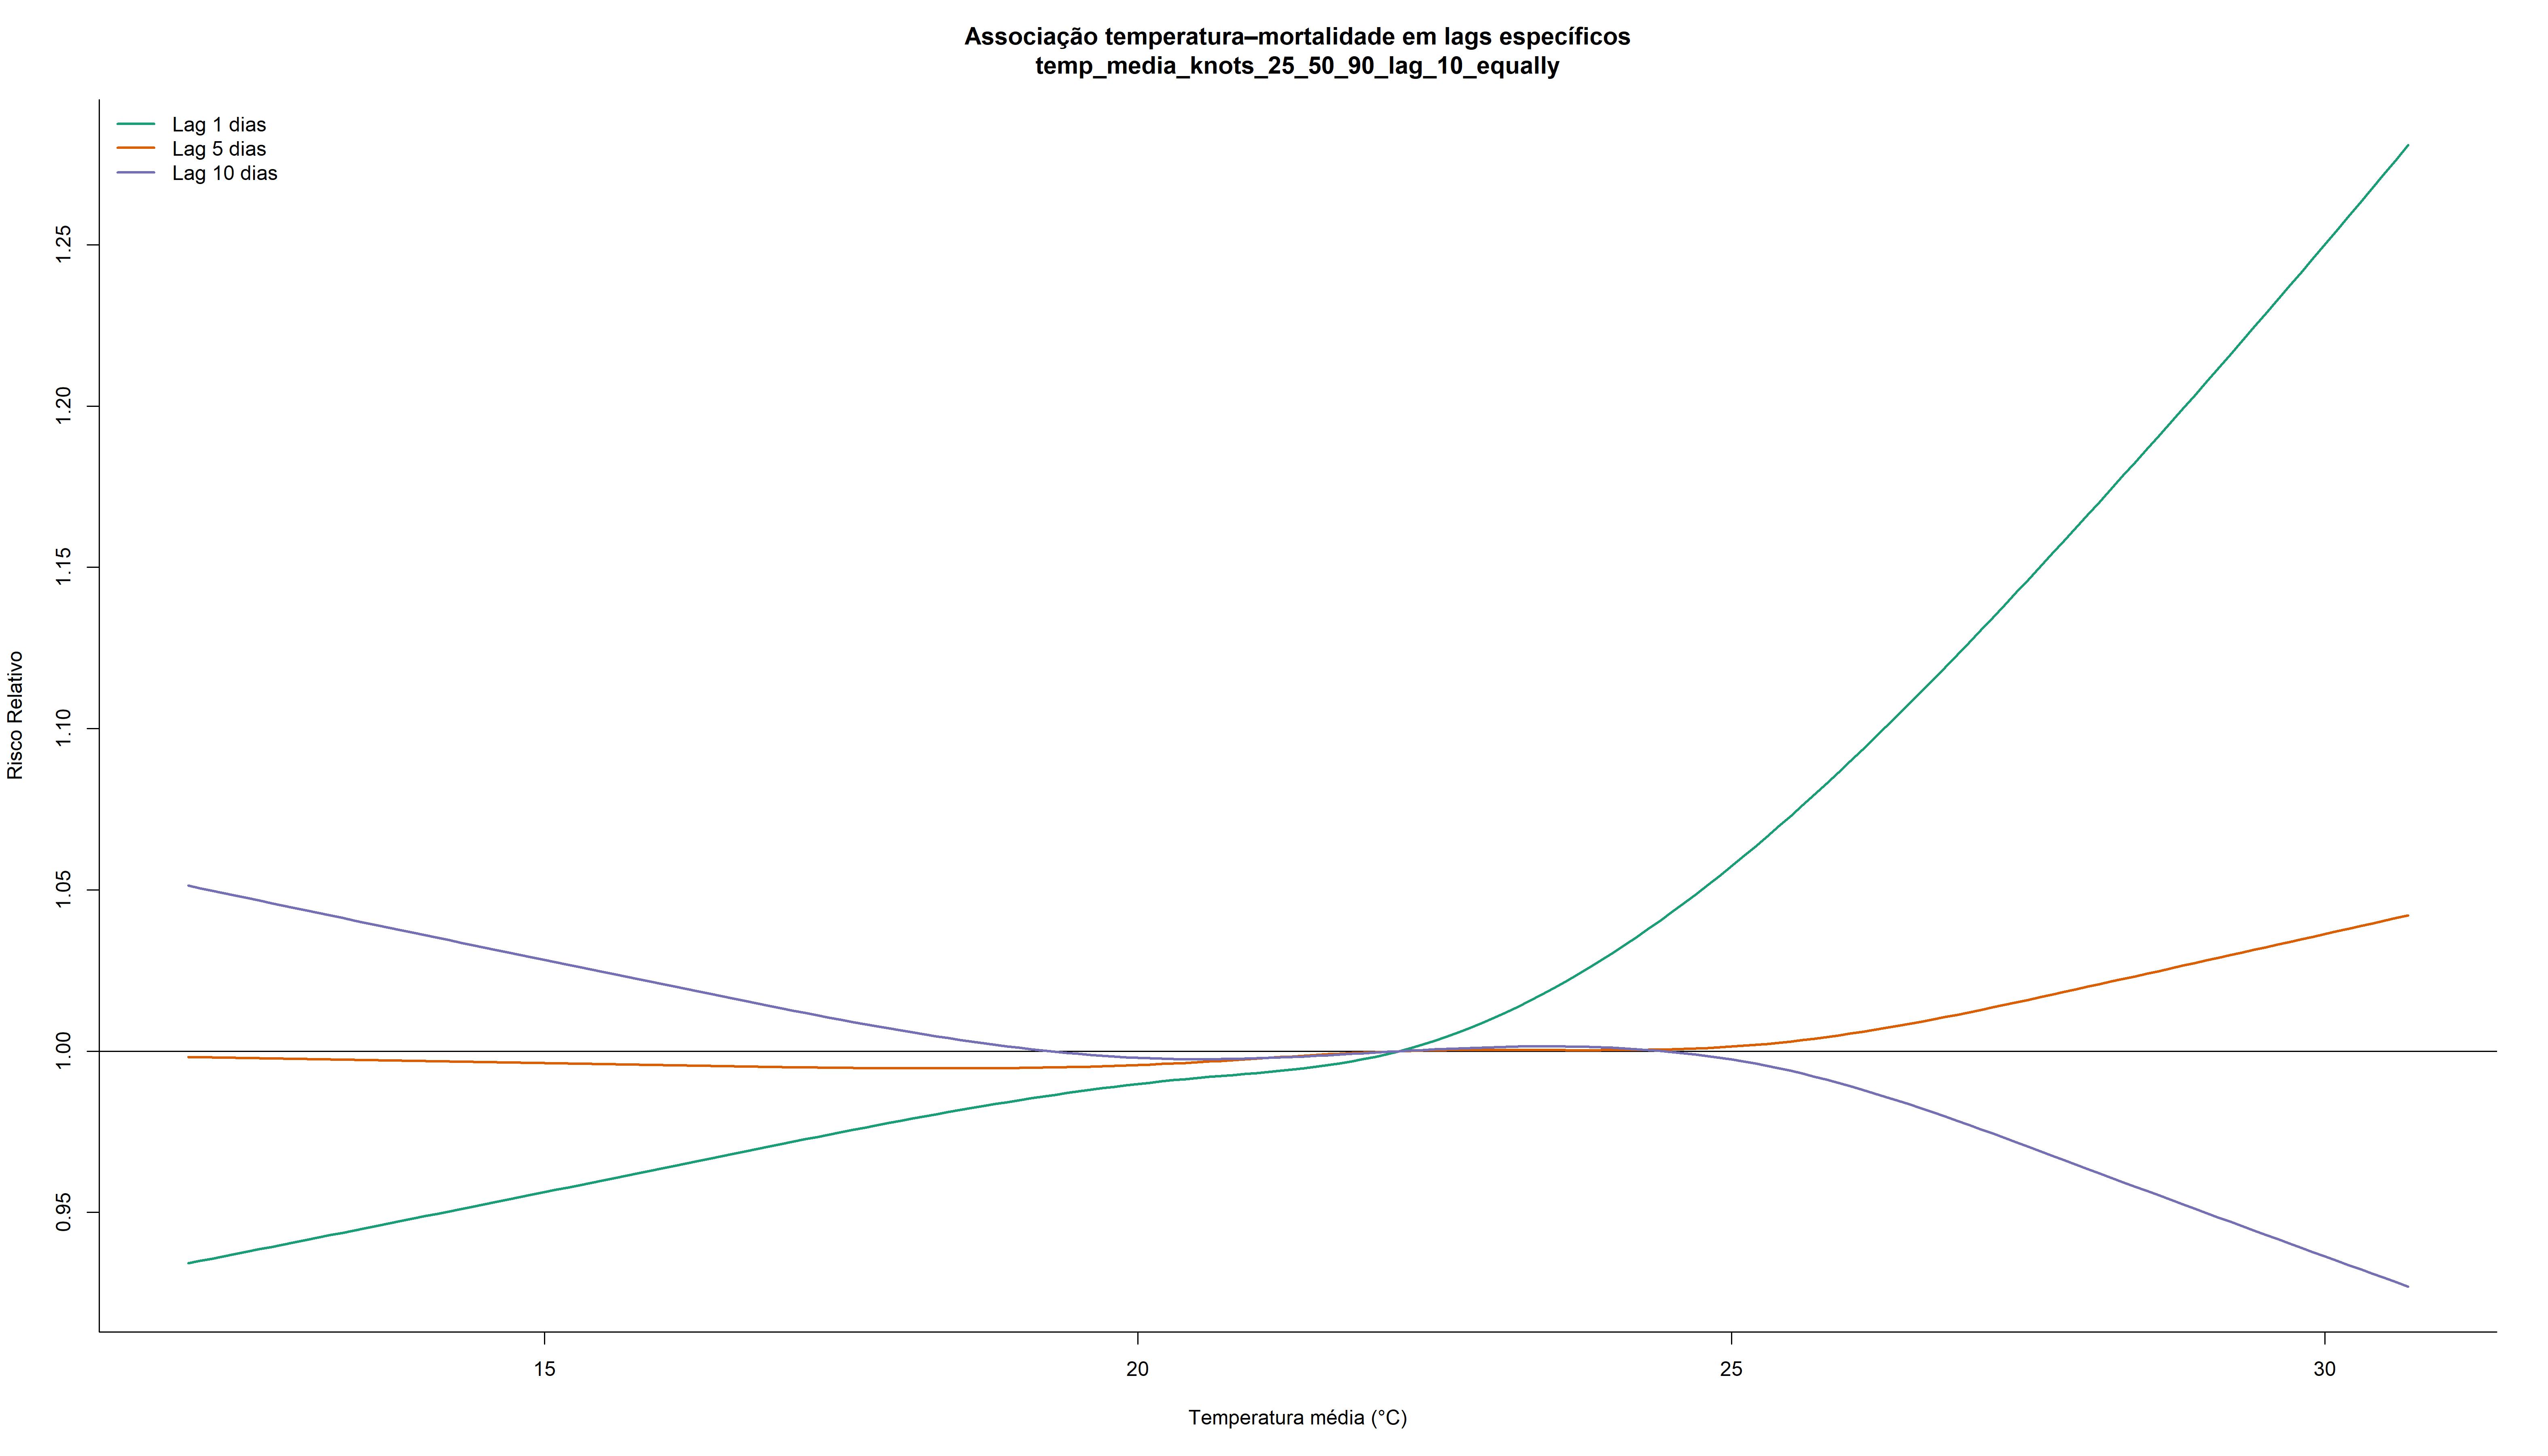 Associação temperatura–mortalidade em lags específicos
temp_media_knots_25_50_90_lag_10_equally
Lag 1 dias
Lag 5 dias
Lag 10 dias
Risco Relativo
1.25
1.20
1.15
1.10
1.05
1.00
0.95
15
20
25
30
Temperatura média (°C)